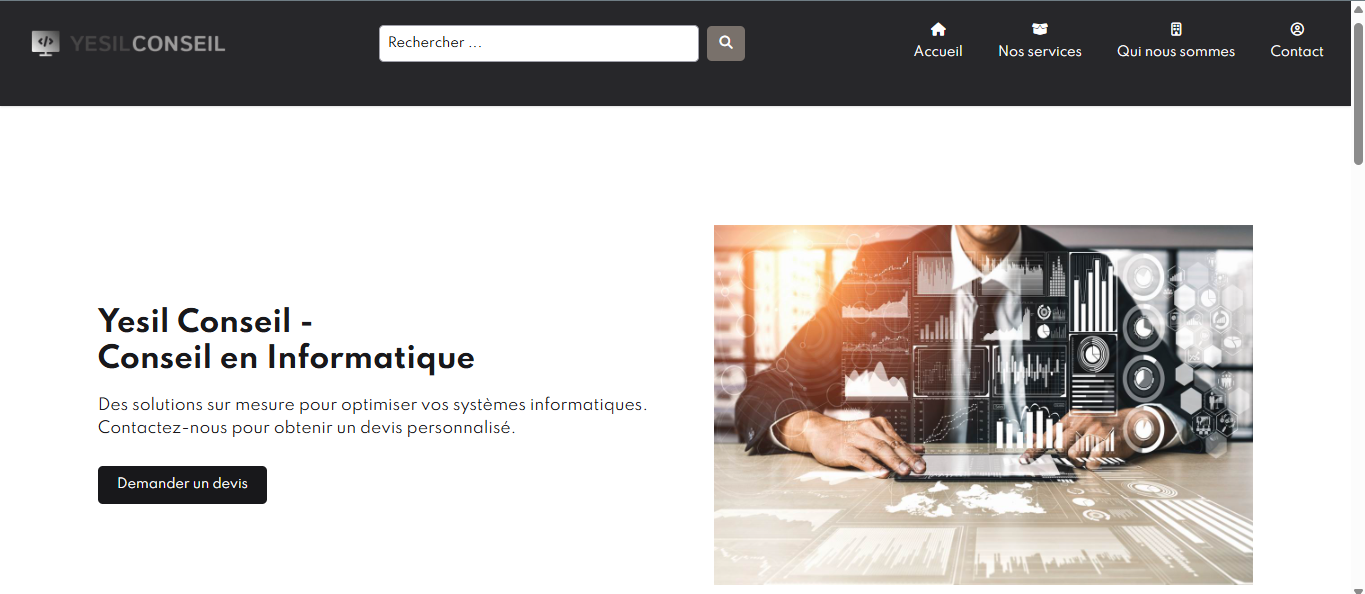 YESILCONSEIL
Rechercher ...
Accueil
Nos services
Qui nous sommes
Contact
Yesil Conseil -
Conseil en Informatique
Des solutions sur mesure pour optimiser vos systèmes informatiques.
Contactez-nous pour obtenir un devis personnalisé.
Demander un devis